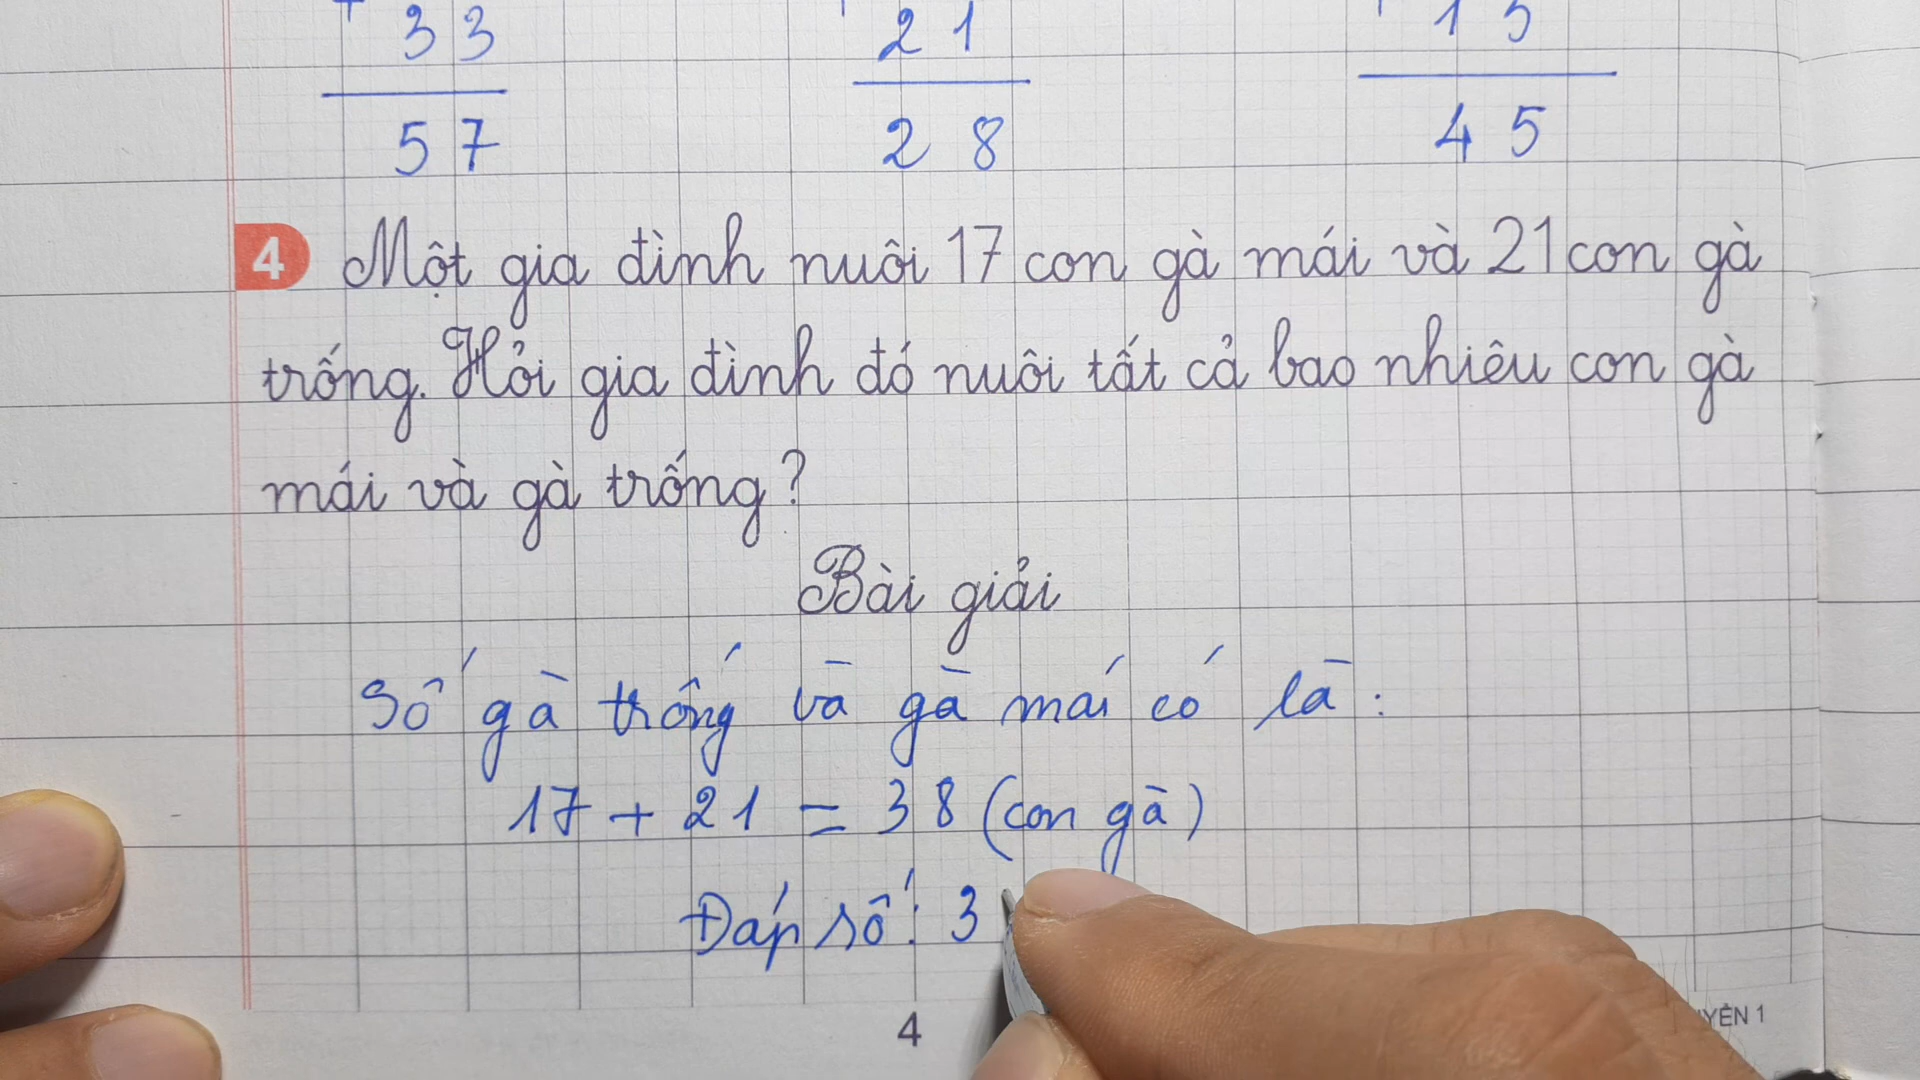 + 33 21 15
57 28 45
4 Một gia đình nuôi 17 con gà mái và 21 con gà
trống. Hỏi gia đình đó nuôi tất cả bao nhiêu con gà
mái và gà trống?
Bài giải
Số gà trống và gà mái có là:
17 + 21 = 38 (con gà)
Đáp số: 3
4